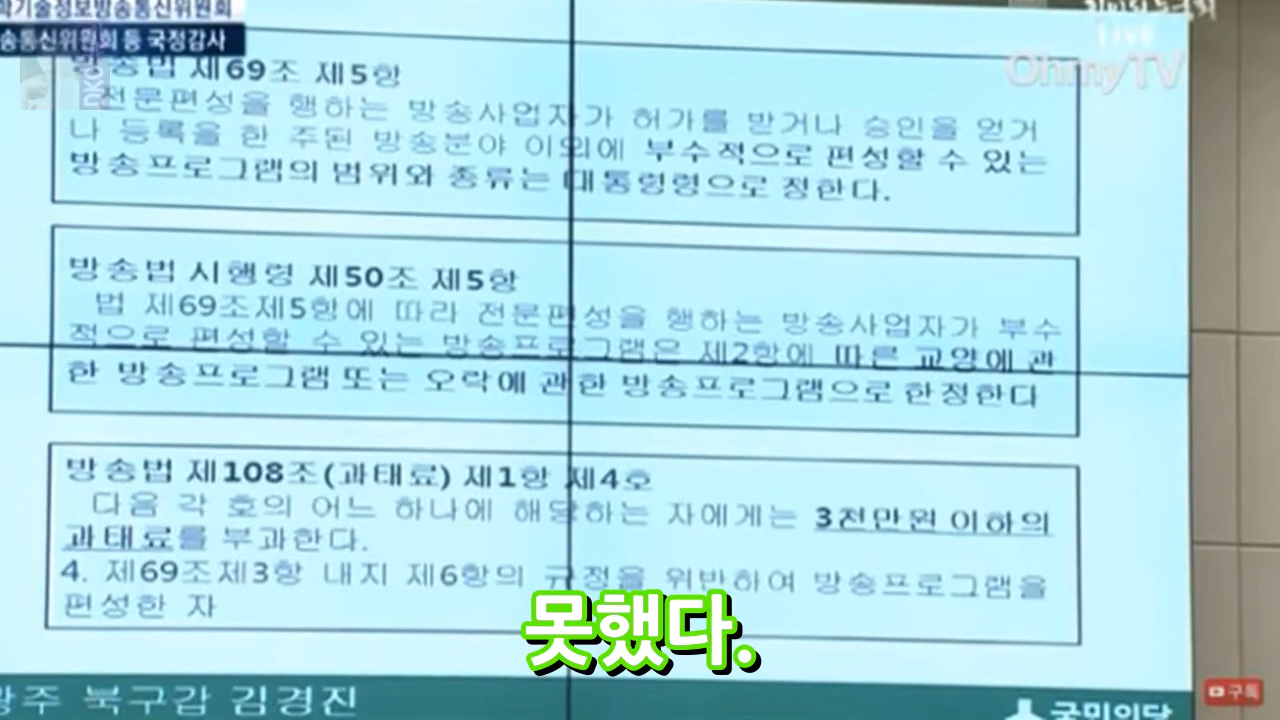 학기술정보방송통신위원회
송통신위원회 등 국정감사
LIVE
OhmyTV
방송법 제69조 제5항
전문편성을 행하는 방송사업자가 허가를 받거나 승인을 얻거
나 등록을 한 주된 방송분야 이외에 부수적으로 편성할 수 있는
방송프로그램의 범위와 종류는 대통령령으로 정한다.
방송법 시행령 제50조 제5항
법 제69조제5항에 따라 전문편성을 행하는 방송사업자가 부수
적으로 편성할 수 있는 방송프로그램은 제2항에 따른 교양에 관
한 방송프로그램 또는 오락에 관한 방송프로그램으로 한정한다
방송법 제108조(과태료) 제1항 제4호
다음 각 호의 어느 하나에 해당하는 자에게는 3천만원 이하의
과태료를 부과한다.
4. 제69조제3항 내지 제6항의 규정을 위반하여 방송프로그램을
편성한 자
못했다.
광주 북구갑 김경진
국민의당
구독